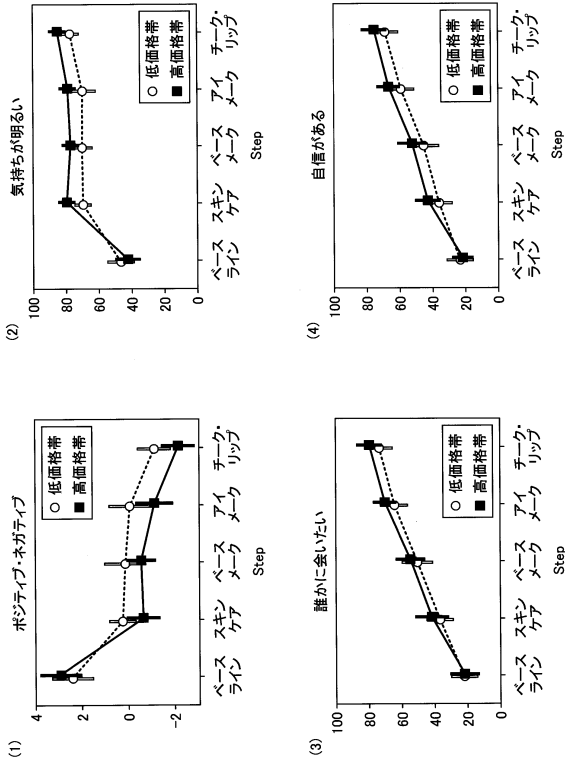 (1)
ポジティブ・ネガティブ
4
2
0
-2
○ 低価格帯
■ 高価格帯
ベース スキン ベース アイ チーク・
ライン ケア メーク メーク リップ
Step
(2)
気持ちが明るい
100
80
60
40
20
0
○ 低価格帯
■ 高価格帯
ベース スキン ベース アイ チーク・
ライン ケア メーク メーク リップ
Step
(3)
誰かに会いたい
100
80
60
40
20
0
○ 低価格帯
■ 高価格帯
ベース スキン ベース アイ チーク・
ライン ケア メーク メーク リップ
Step
(4)
自信がある
100
80
60
40
20
0
○ 低価格帯
■ 高価格帯
ベース スキン ベース アイ チーク・
ライン ケア メーク メーク リップ
Step